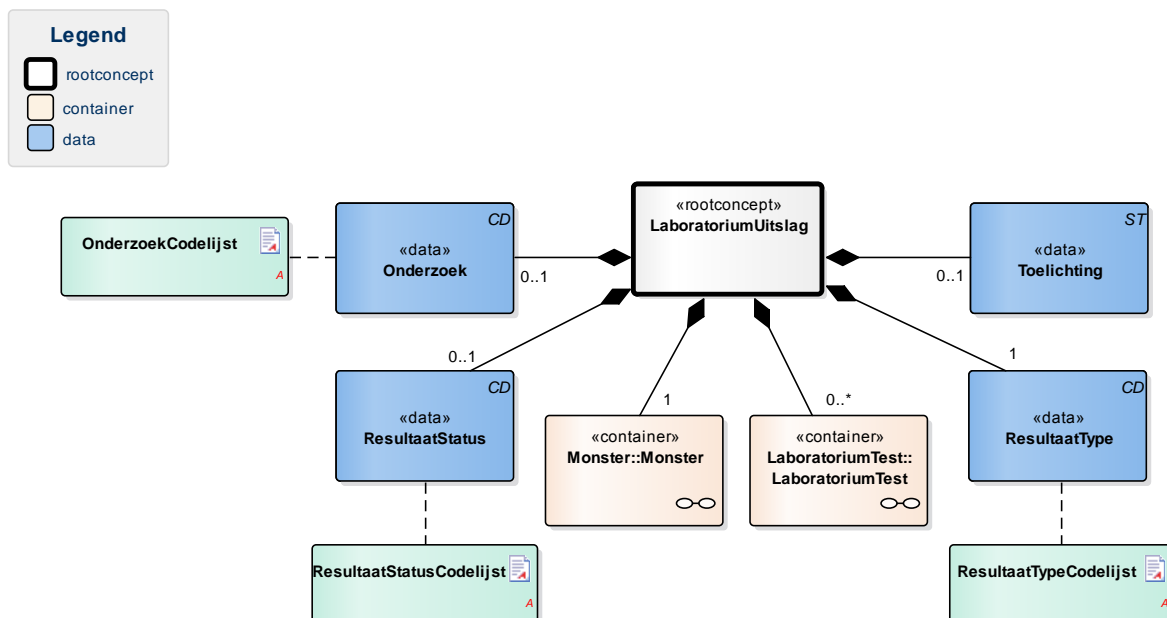 Legend
rootconcept
container
data
«rootconcept»
LaboratoriumUitslag
CD
«data»
Onderzoek
0..1
OnderzoekCodelijst
A
ST
«data»
Toelichting
0..1
0..1
CD
«data»
ResultaatStatus
1
«container»
Monster::Monster
0..*
«container»
LaboratoriumTest::
LaboratoriumTest
1
CD
«data»
ResultaatType
ResultaatStatusCodelijst
A
ResultaatTypeCodelijst
A